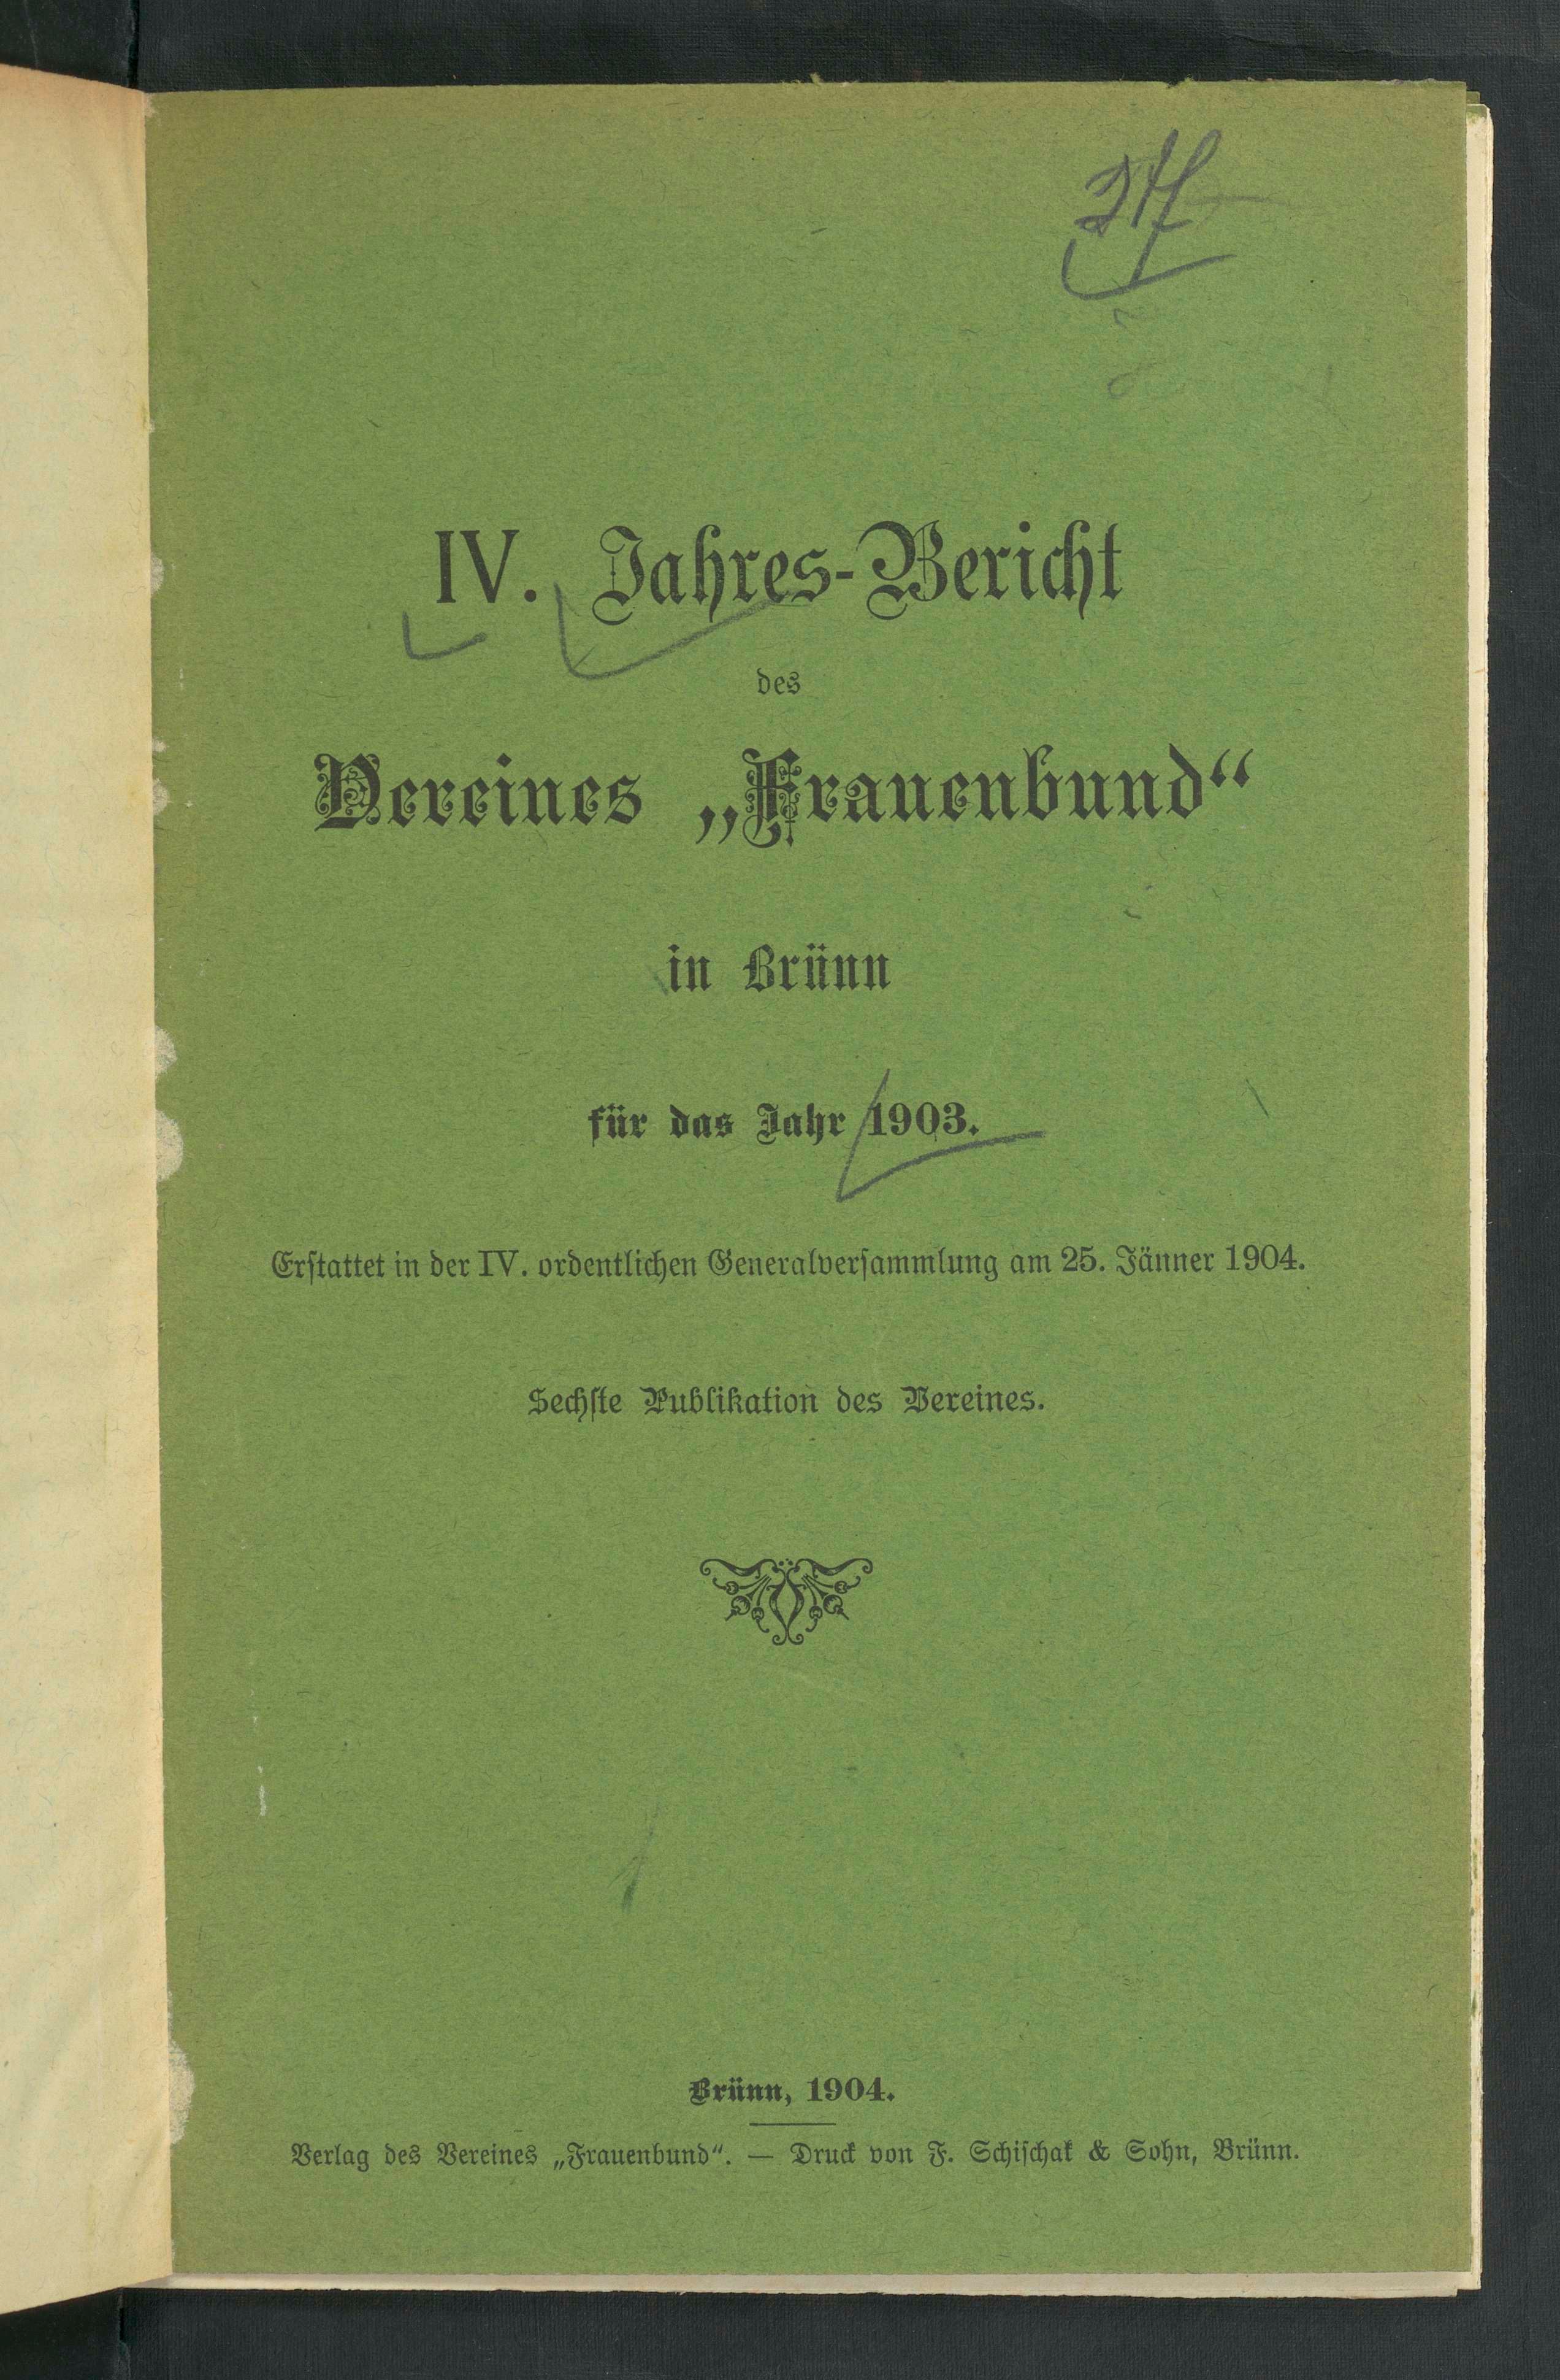 IV. Jahres-Bericht
des
Vereines „Frauenbund“
in Brünn
für das Jahr 1903.
Erstattet in der IV. ordentlichen Generalversammlung am 25. Jänner 1904.
Sechste Publikation des Vereines.
Brünn, 1904.
Verlag des Vereines „Frauenbund“. — Druck von F. Schischak & Sohn, Brünn.